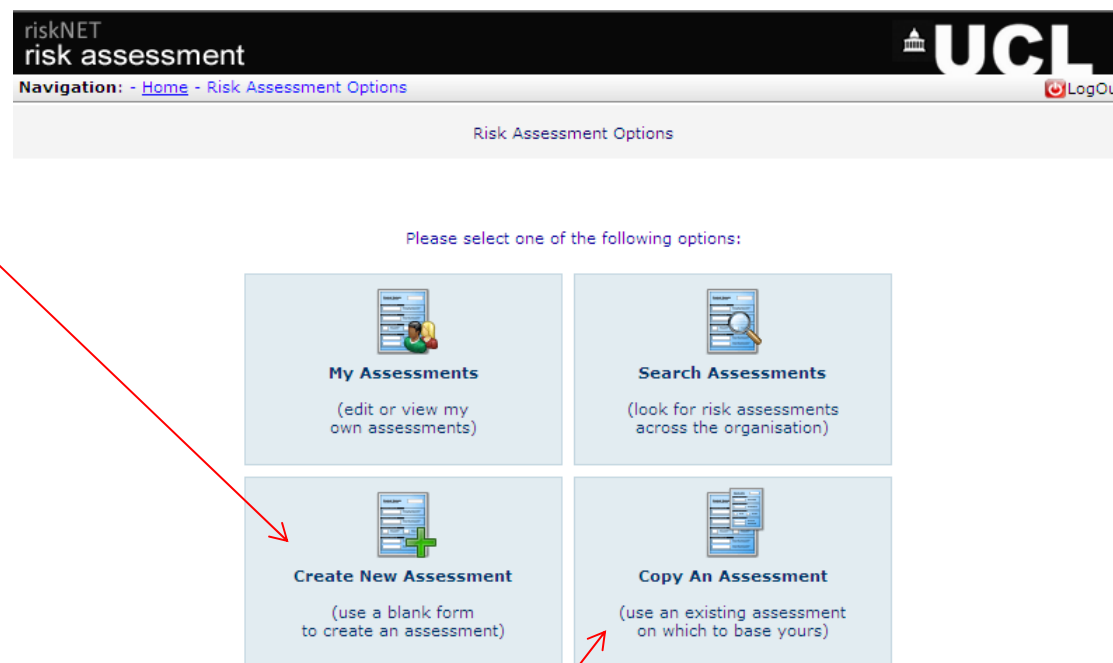 riskNET
risk assessment
UCL
Navigation: - Home - Risk Assessment Options
LogOu
Risk Assessment Options
Please select one of the following options:
My Assessments
(edit or view my
own assessments)
Search Assessments
(look for risk assessments
across the organisation)
Create New Assessment
(use a blank form
to create an assessment)
Copy An Assessment
(use an existing assessment
on which to base yours)